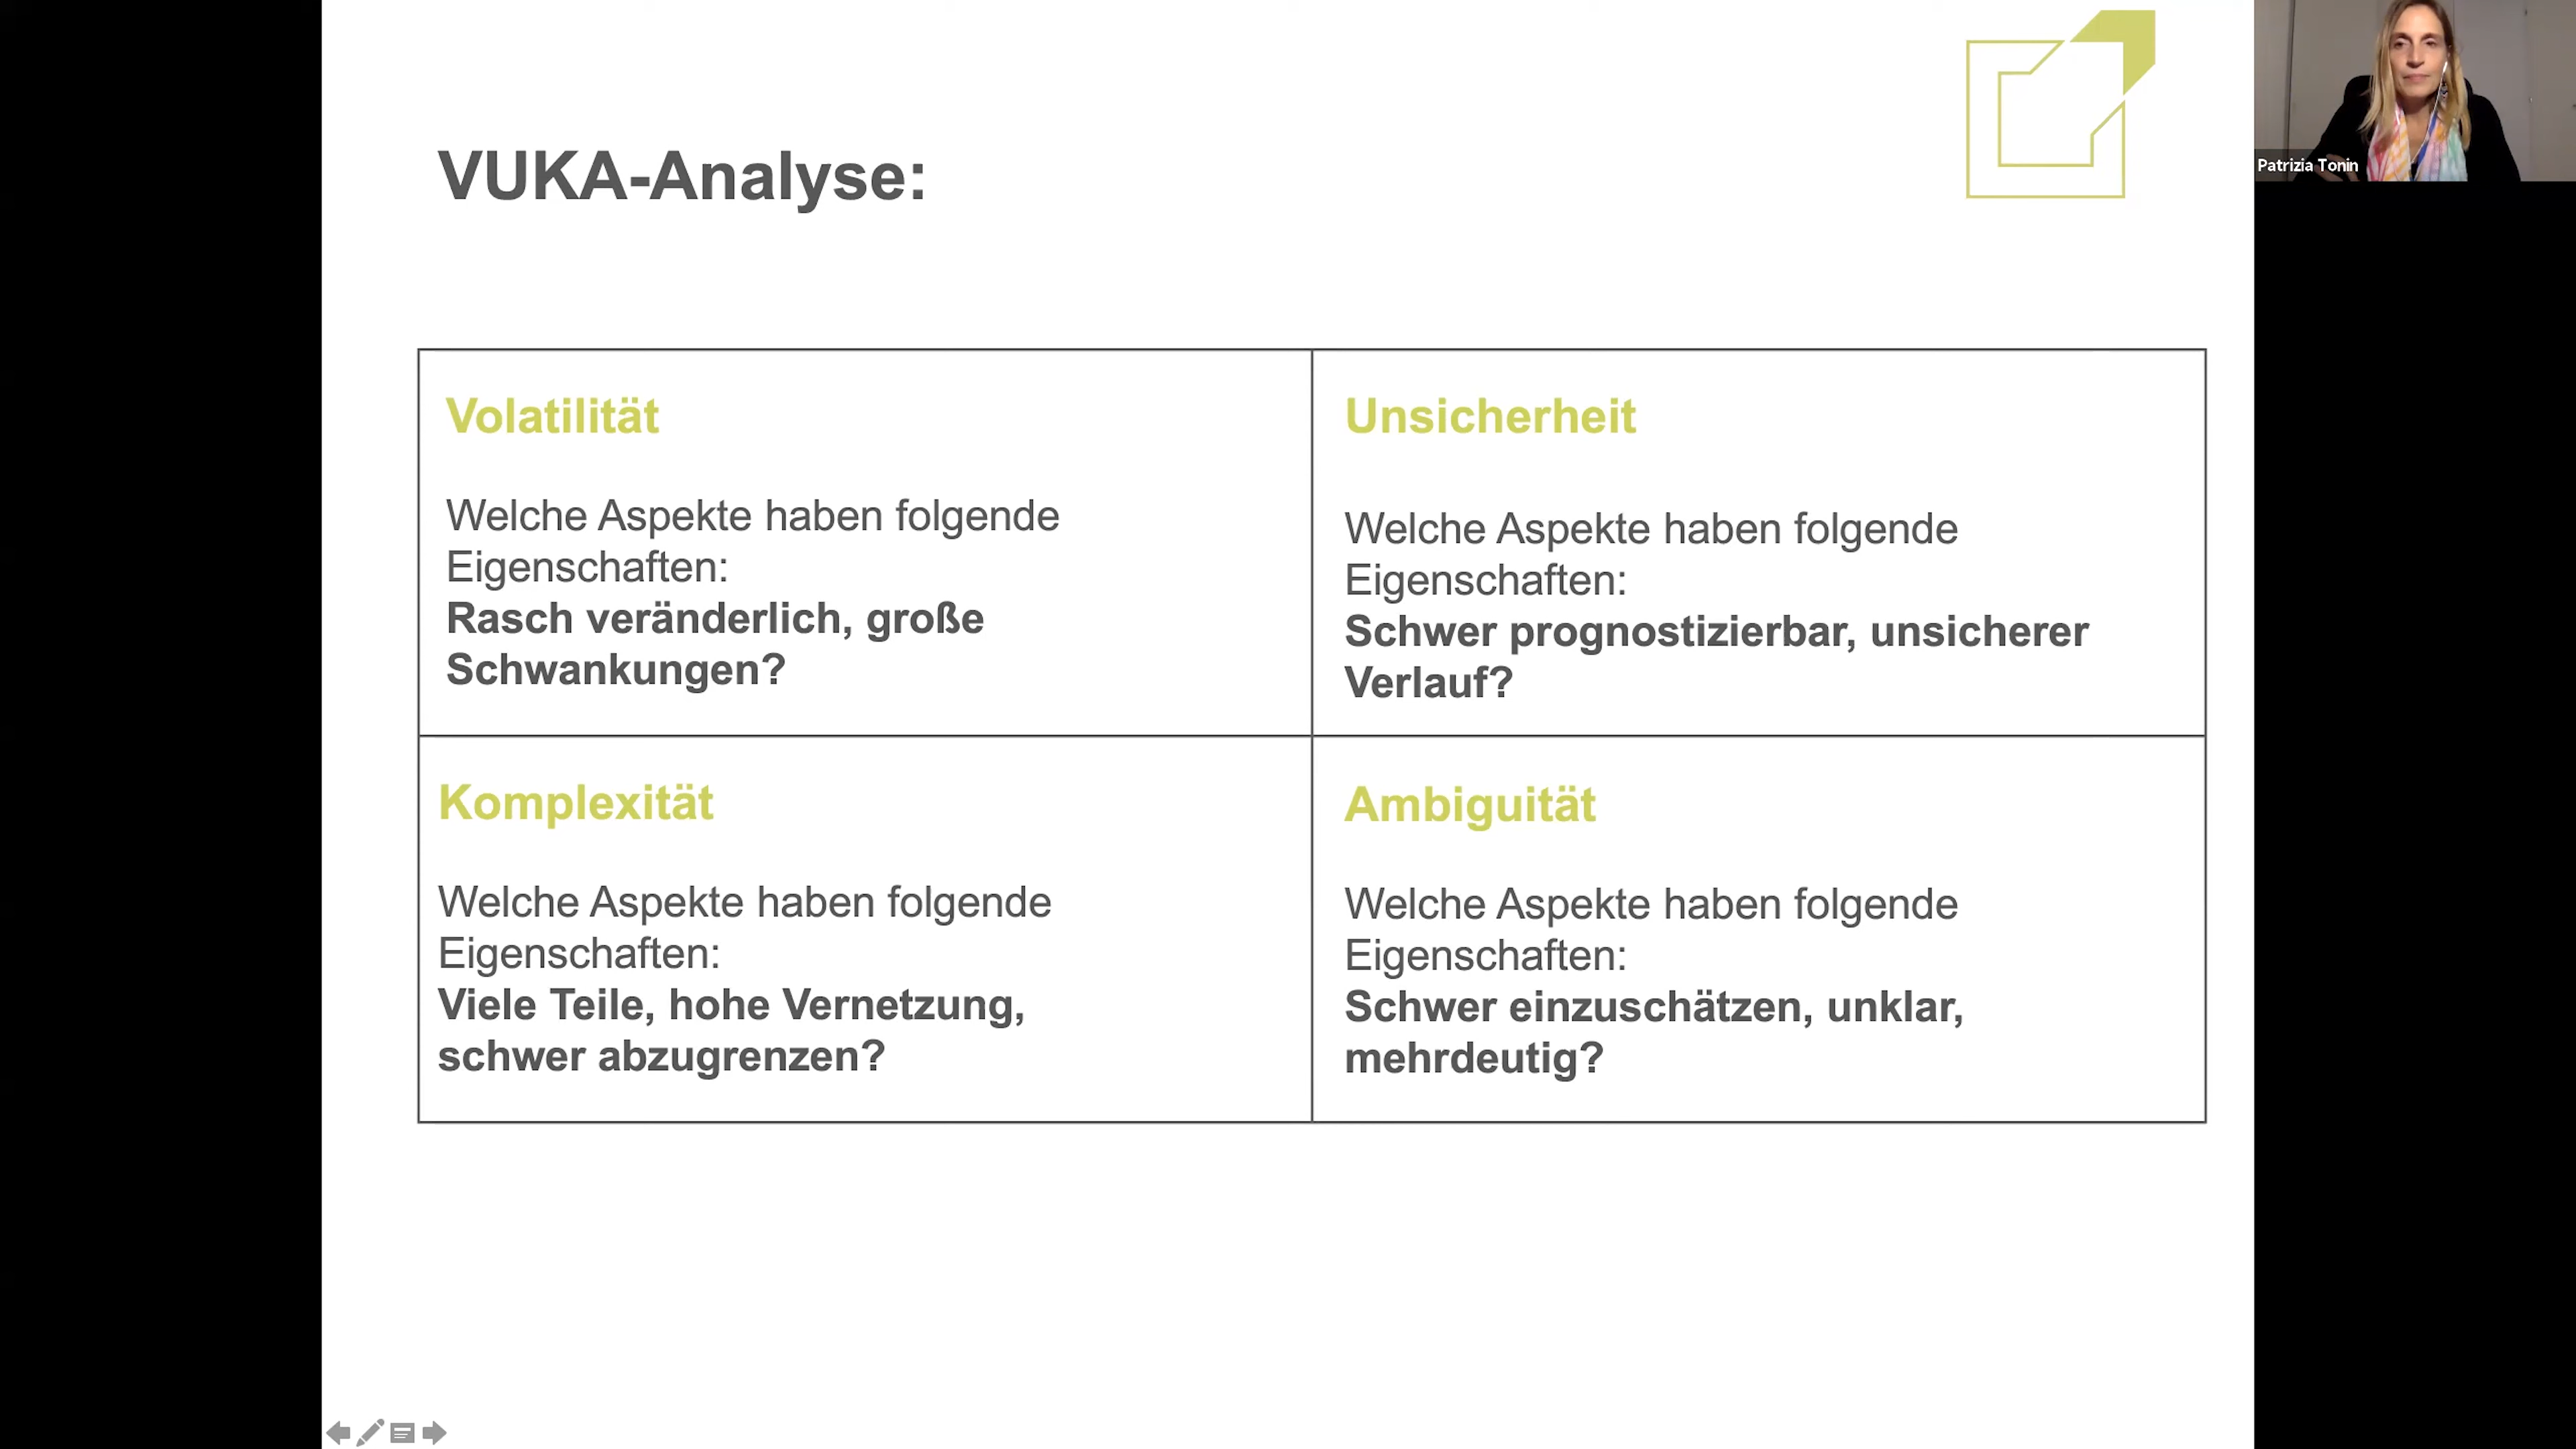 VUKA-Analyse:
Patrizia Tonin
Volatilität
Welche Aspekte haben folgende
Eigenschaften:
Rasch veränderlich, große
Schwankungen?
Unsicherheit
Welche Aspekte haben folgende
Eigenschaften:
Schwer prognostizierbar, unsicherer
Verlauf?
Komplexität
Welche Aspekte haben folgende
Eigenschaften:
Viele Teile, hohe Vernetzung,
schwer abzugrenzen?
Ambiguität
Welche Aspekte haben folgende
Eigenschaften:
Schwer einzuschätzen, unklar,
mehrdeutig?